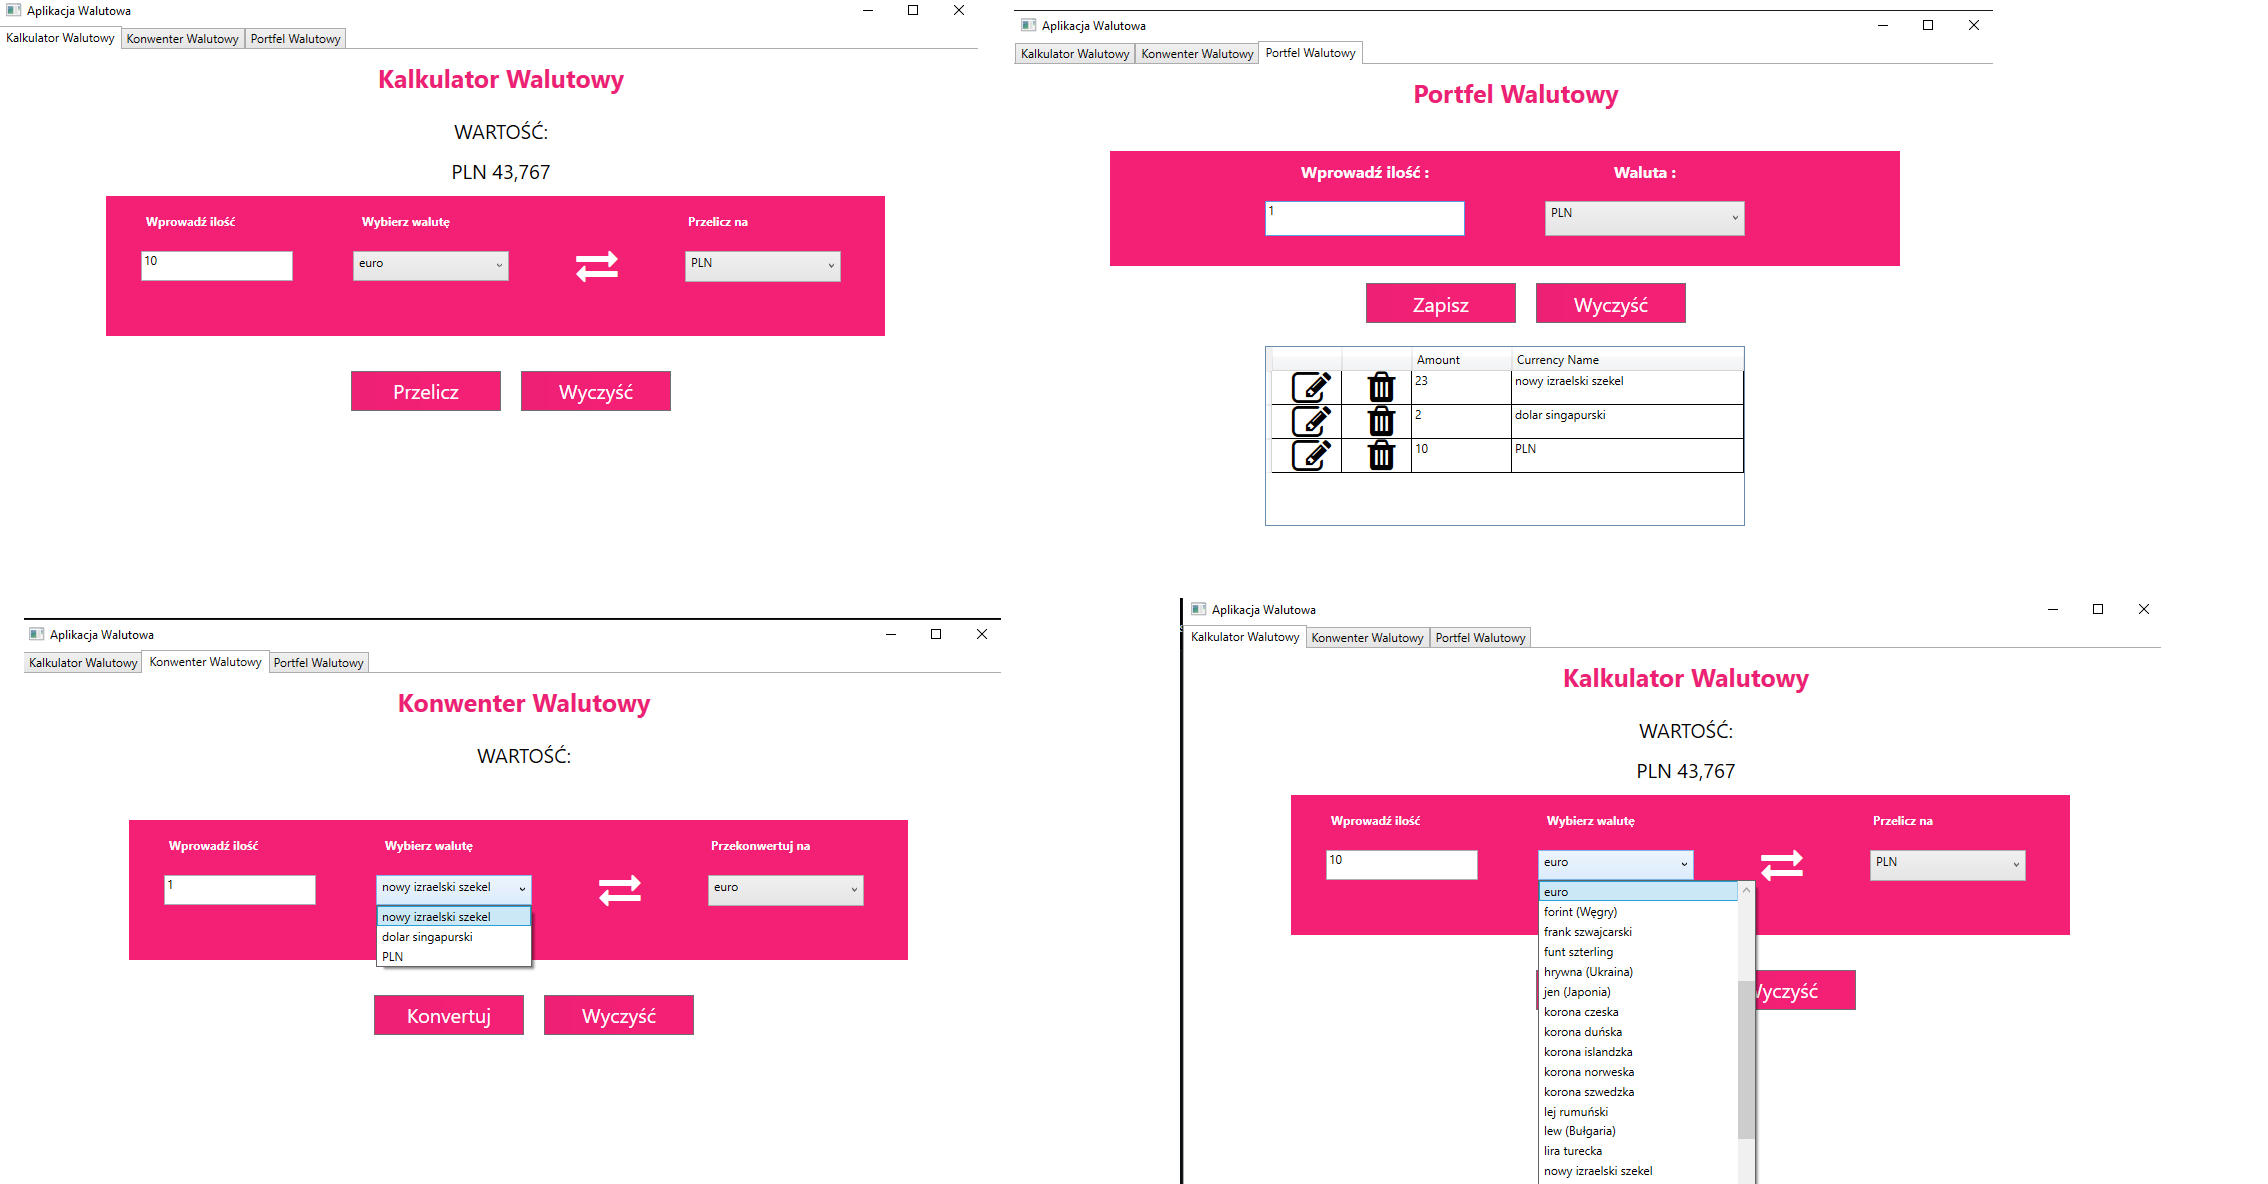 Aplikacja Walutowa
Kalkulator Walutowy Konwenter Walutowy Portfel Walutowy
Kalkulator Walutowy
WARTOŚĆ:
PLN 43,767
Wprowadź ilość Wybierz walutę Przelicz na
10 euro PLN
Przelicz Wyczyść
Aplikacja Walutowa
Kalkulator Walutowy Konwenter Walutowy Portfel Walutowy
Portfel Walutowy
Wprowadź ilość : Waluta :
1 PLN
Zapisz Wyczyść
Amount Currency Name
23 nowy izraelski szekel
2 dolar singapurski
10 PLN
Aplikacja Walutowa
Kalkulator Walutowy Konwenter Walutowy Portfel Walutowy
Konwenter Walutowy
WARTOŚĆ:
Wprowadź ilość Wybierz walutę Przekonwertuj na
1 nowy izraelski szekel euro
nowy izraelski szekel
dolar singapurski
PLN
Konvertuj Wyczyść
Aplikacja Walutowa
Kalkulator Walutowy Konwenter Walutowy Portfel Walutowy
Kalkulator Walutowy
WARTOŚĆ:
PLN 43,767
Wprowadź ilość Wybierz walutę Przelicz na
10 euro PLN
euro
forint (Węgry)
frank szwajcarski
funt szterling
hrywna (Ukraina)
jen (Japonia)
korona czeska
korona duńska
korona islandzka
korona norweska
korona szwedzka
lej rumuński
lew (Bułgaria)
lira turecka
nowy izraelski szekel
yczyść